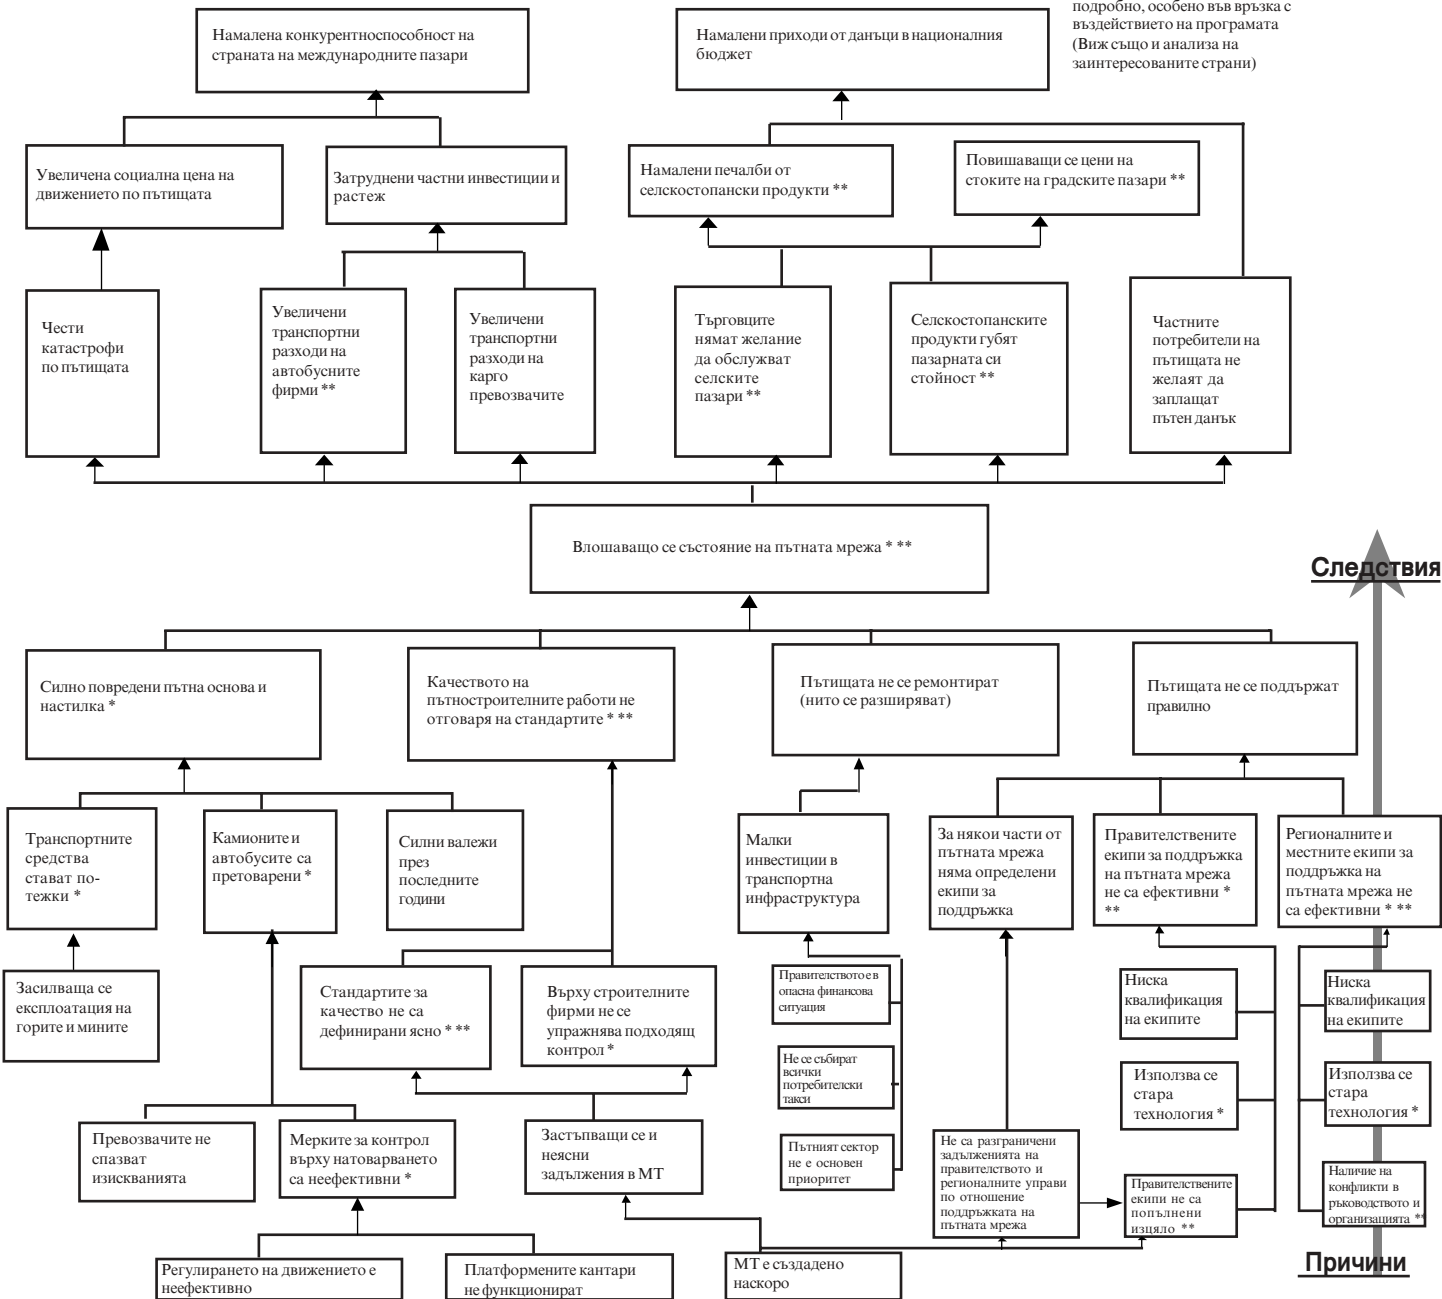 подробно, особено във връзка с
въздействието на програмата
(Виж също и анализа на
заинтересованите страни)
Намалена конкурентноспособност на
страната на международните пазари
Намалени приходи от данъци в националния
бюджет
Увеличена социална цена на
движението по пътищата
Затруднени частни инвестиции и
растеж
Намалени печалби от
селскостопански продукти **
Повишаващи се цени на
стоките на градските пазари **
Чести
катастрофи
по пътищата
Увеличени
транспортни
разходи на
автобусните
фирми **
Увеличени
транспортни
разходи на
карго
превозвачите
Търговците
нямат желание
да обслужват
селските
пазари **
Селскостопанските
продукти губят
пазарната си
стойност **
Частните
потребители на
пътищата не
желаят да
заплащат
пътен данък
Влошаващо се състояние на пътната мрежа * **
Следствия
Силно повредени пътна основа и
настилка *
Качеството на
пътностроителните работи не
отговаря на стандартите * **
Пътищата не се ремонтират
(нито се разширяват)
Пътищата не се поддържат
правилно
Транспортните
средства
стават по-
тежки *
Камионите и
автобусите са
претоварени *
Силни валежи
през
последните
години
Малки
инвестиции в
транспортна
инфраструктура
За някои части от
пътната мрежа
няма определени
екипи за
поддръжка
Правителствените
екипи за поддръжка
на пътната мрежа
не са ефективни *
**
Регионалните и
местните екипи за
поддръжка на
пътната мрежа не
са ефективни * **
Засилваща се
експлоатация на
горите и мините
Стандартите за
качество не са
дефинирани ясно * **
Върху строителните
фирми не се
упражнява подходящ
контрол *
Правителството е в
опасна финансова
ситуация
Ниска
квалификация
на екипите
Ниска
квалификация
на екипите
Не се събират
всички
потребителски
такси
Използва се
стара
технология *
Използва се
стара
технология *
Превозвачите не
спазват
изискванията
Мерките за контрол
върху натоварването
са неефективни *
Застъпващи се и
неясни
задължения в МТ
Пътният сектор
не е основен
приоритет
Не са разграничени
задълженията на
правителството и
регионалните управи
по отношение
поддръжката на
пътната мрежа
Правителствените
екипи не са
попълнени
изцяло **
Наличие на
конфликти в
ръководството и
организацията **
Регулирането на движението е
неефективно
Платформените кантари
не функционират
МТ е създадено
наскоро
Причини